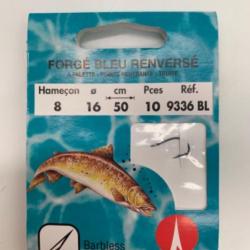 FORGÉ BLEU RENVERSÉ
Hameçon ø cm Pces Réf.
8 16 50 10 9336 BL
Barbless